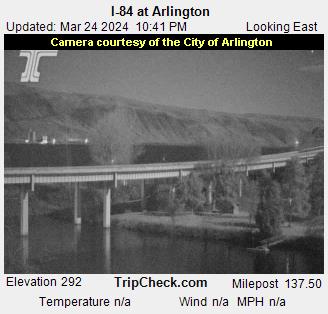 I-84 at Arlington
Updated: Mar 24 2024 10:41 PM Looking East
Camera courtesy of the City of Arlington
Elevation 292 TripCheck.com Milepost 137.50
Temperature n/a Wind n/a MPH n/a